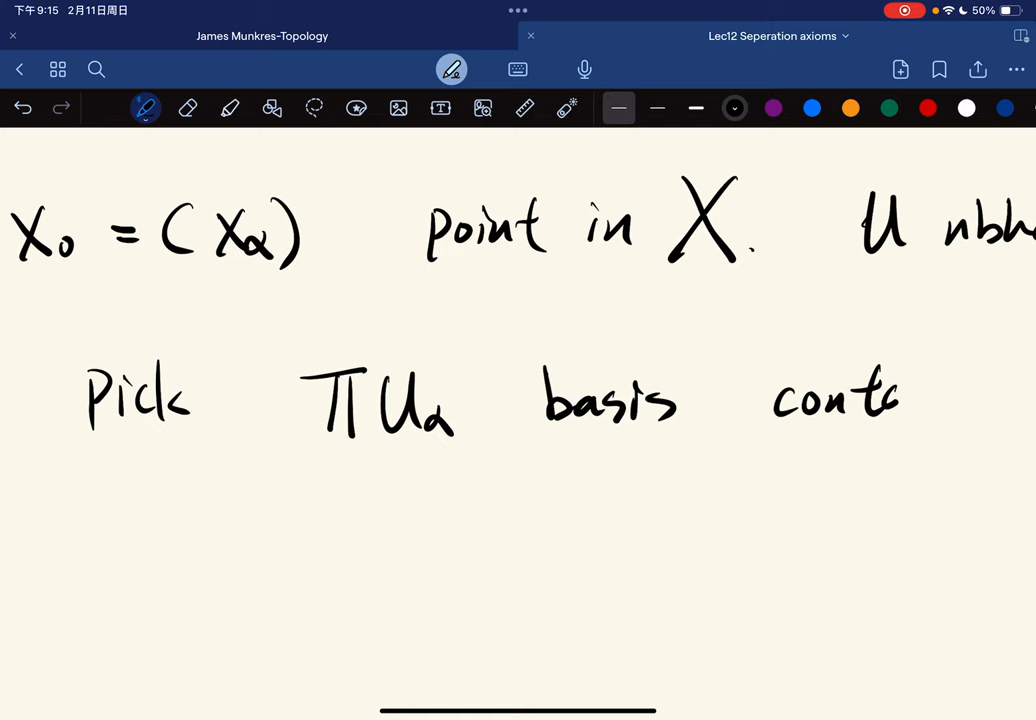 下午9:15 2月11日周日
50%
James Munkres-Topology
Lec12 Seperation axioms
T
x₀ = (xα) point in X. U nbh
Pick πUα basis conta